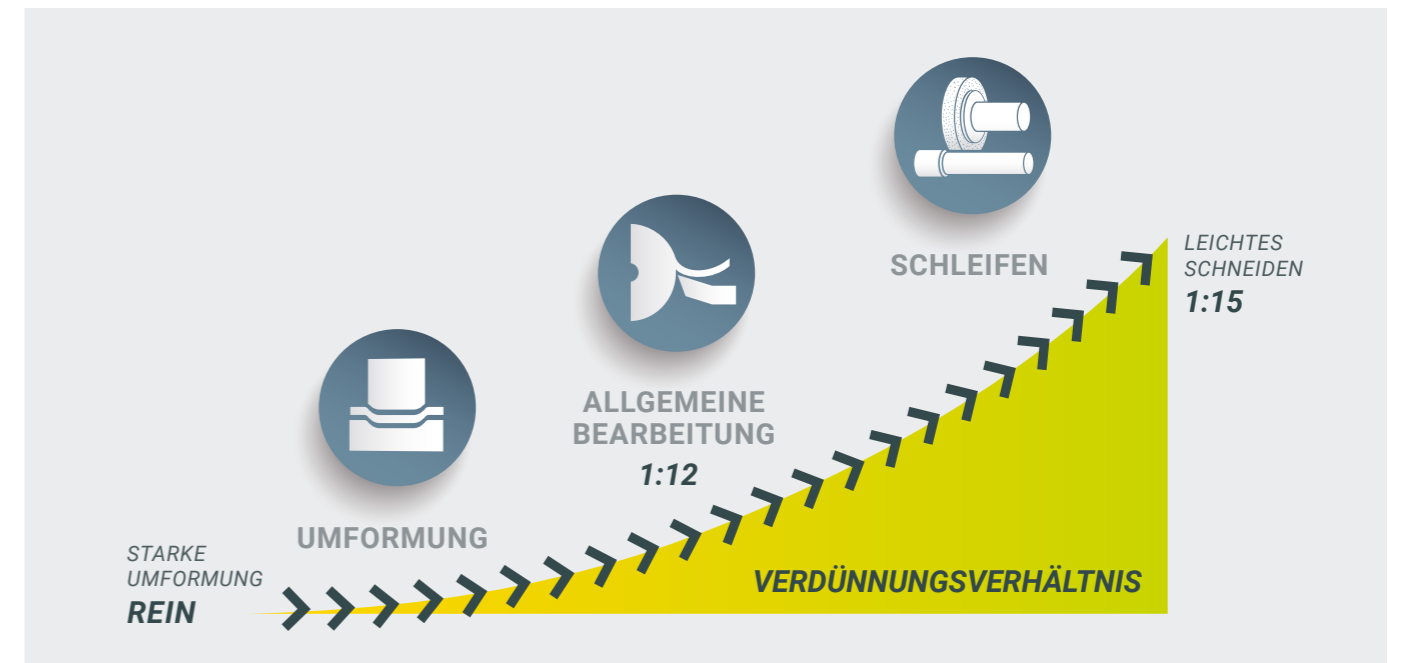 STARKE
UMFORMUNG
REIN
UMFORMUNG
ALLGEMEINE
BEARBEITUNG
1:12
SCHLEIFEN
LEICHTES
SCHNEIDEN
1:15
VERDÜNNUNGSVERHÄLTNIS